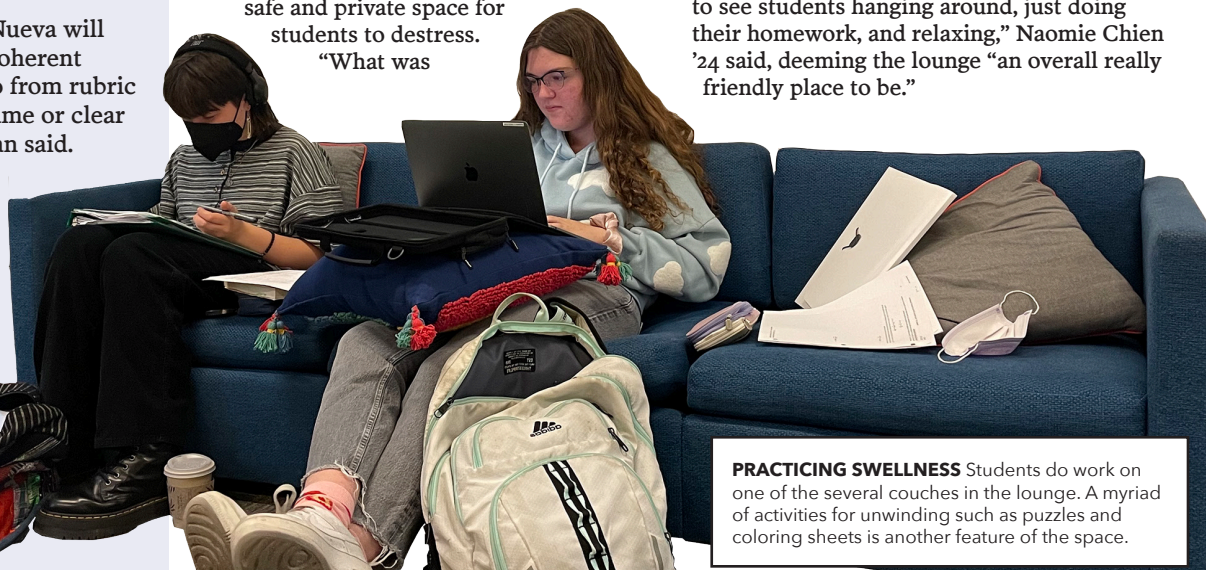 Nueva will
oherent
from rubric
me or clear
an said.
safe and private space for
students to destress.
“What was
to see students hanging around, just doing
their homework, and relaxing,” Naomie Chien
’24 said, deeming the lounge “an overall really
friendly place to be.”
adidas
PRACTICING SWELLNESS Students do work on
one of the several couches in the lounge. A myriad
of activities for unwinding such as puzzles and
coloring sheets is another feature of the space.